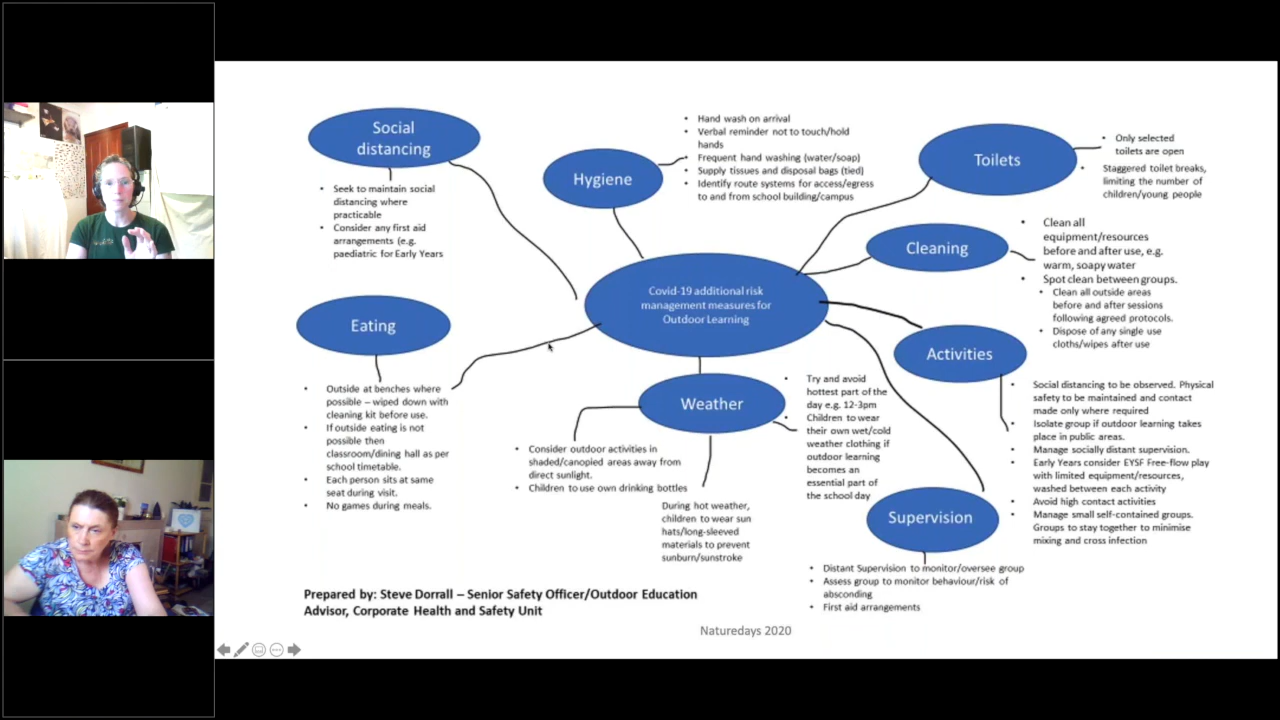 Social
distancing
• Seek to maintain social
distancing where
practicable
• Consider any first aid
arrangements (e.g.
paediatric for Early Years
Hygiene
• Hand wash on arrival
• Verbal reminder not to touch/hold
hands
• Frequent hand washing (water/soap)
• Supply tissues and disposal bags (tied)
• Identify route systems for access/egress
to and from school building/campus
Toilets
• Only selected
toilets are open
• Staggered toilet breaks,
limiting the number of
children/young people
Cleaning
• Clean all
equipment/resources
before and after use, e.g.
warm, soapy water
• Spot clean between groups.
• Clean all outside areas
before and after sessions
following agreed protocols.
• Dispose of any single use
cloths/wipes after use
Covid-19 additional risk
management measures for
Outdoor Learning
Eating
• Outside at benches where
possible – wiped down with
cleaning kit before use.
• If outside eating is not
possible then
classroom/dining hall as per
school timetable.
• Each person sits at same
seat during visit.
• No games during meals.
Weather
• Consider outdoor activities in
shaded/canopied areas away from
direct sunlight.
• Children to use own drinking bottles
During hot weather,
children to wear sun
hats/long-sleeved
materials to prevent
sunburn/sunstroke
• Try and avoid
hottest part of the
day e.g. 12-3pm
• Children to wear
their own wet/cold
weather clothing if
outdoor learning
becomes an
essential part of
the school day
Activities
• Social distancing to be observed. Physical
safety to be maintained and contact
made only where required
• Isolate group if outdoor learning takes
place in public areas.
• Manage socially distant supervision.
• Early Years consider EYSF Free-flow play
with limited equipment/resources,
washed between each activity
• Avoid high contact activities
• Manage small self-contained groups.
Groups to stay together to minimise
mixing and cross infection
Supervision
• Distant Supervision to monitor/oversee group
• Assess group to monitor behaviour/risk of
absconding
• First aid arrangements
Prepared by: Steve Dorrall – Senior Safety Officer/Outdoor Education
Advisor, Corporate Health and Safety Unit
Naturedays 2020